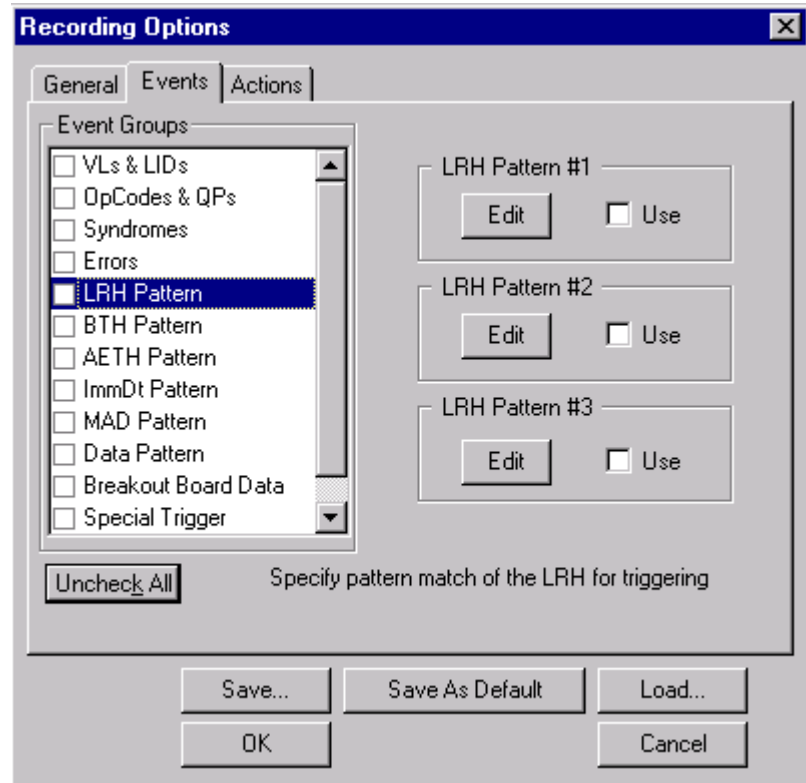 Recording Options
General Events Actions
Event Groups
VLs & LIDs
OpCodes & QPs
Syndromes
Errors
LRH Pattern
BTH Pattern
AETH Pattern
ImmDt Pattern
MAD Pattern
Data Pattern
Breakout Board Data
Special Trigger
Uncheck All
LRH Pattern #1
Edit Use
LRH Pattern #2
Edit Use
LRH Pattern #3
Edit Use
Specify pattern match of the LRH for triggering
Save... Save As Default Load...
OK Cancel